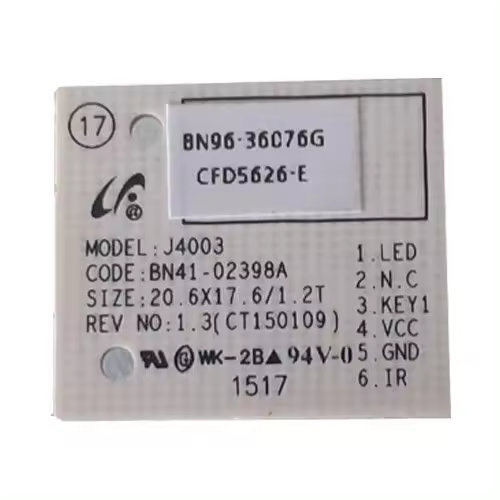 17
BN96-36076G
CFD5626-E
MODEL:J4003
CODE:BN41-02398A
SIZE:20.6X17.6/1.2T
REV NO:1.3(CT150109)
WK-2B▲94V-0
1517
1.LED
2.N.C
3.KEY1
4.VCC
5.GND
6.IR